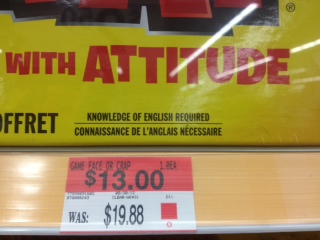 ®
WITH ATTITUDE
OFFRET
KNOWLEDGE OF ENGLISH REQUIRED
CONNAISSANCE DE L'ANGLAIS NÉCESSAIRE
GAME FACE OR CRAP 1.0EA
$13.00
WAS: $19.88